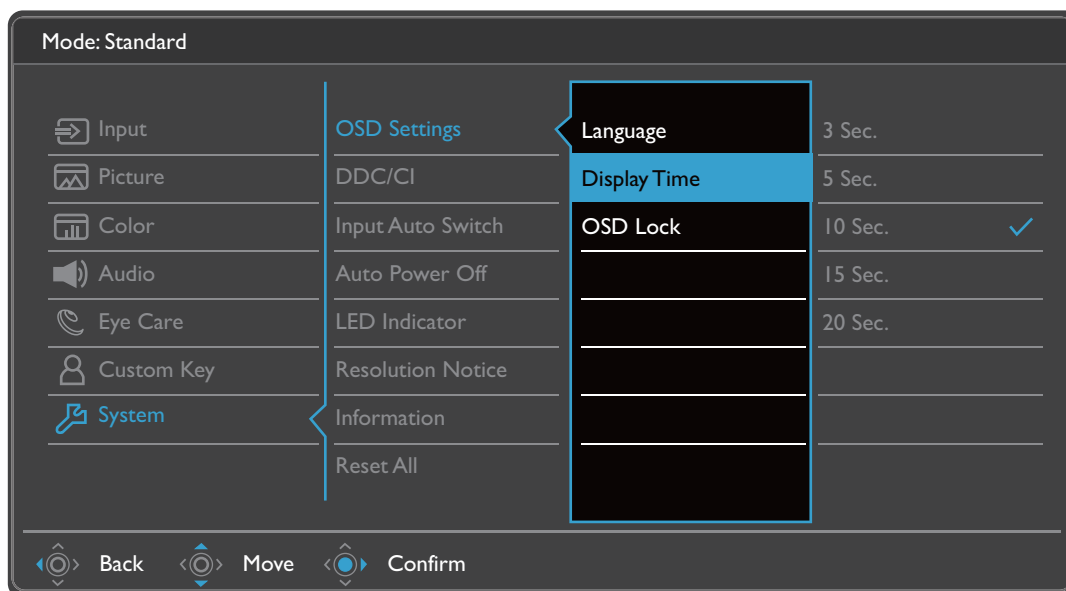 Mode: Standard
Input
Picture
Color
Audio
Eye Care
Custom Key
System
OSD Settings
DDC/CI
Input Auto Switch
Auto Power Off
LED Indicator
Resolution Notice
Information
Reset All
Language
Display Time
OSD Lock
3 Sec.
5 Sec.
10 Sec.
15 Sec.
20 Sec.
Back Move Confirm